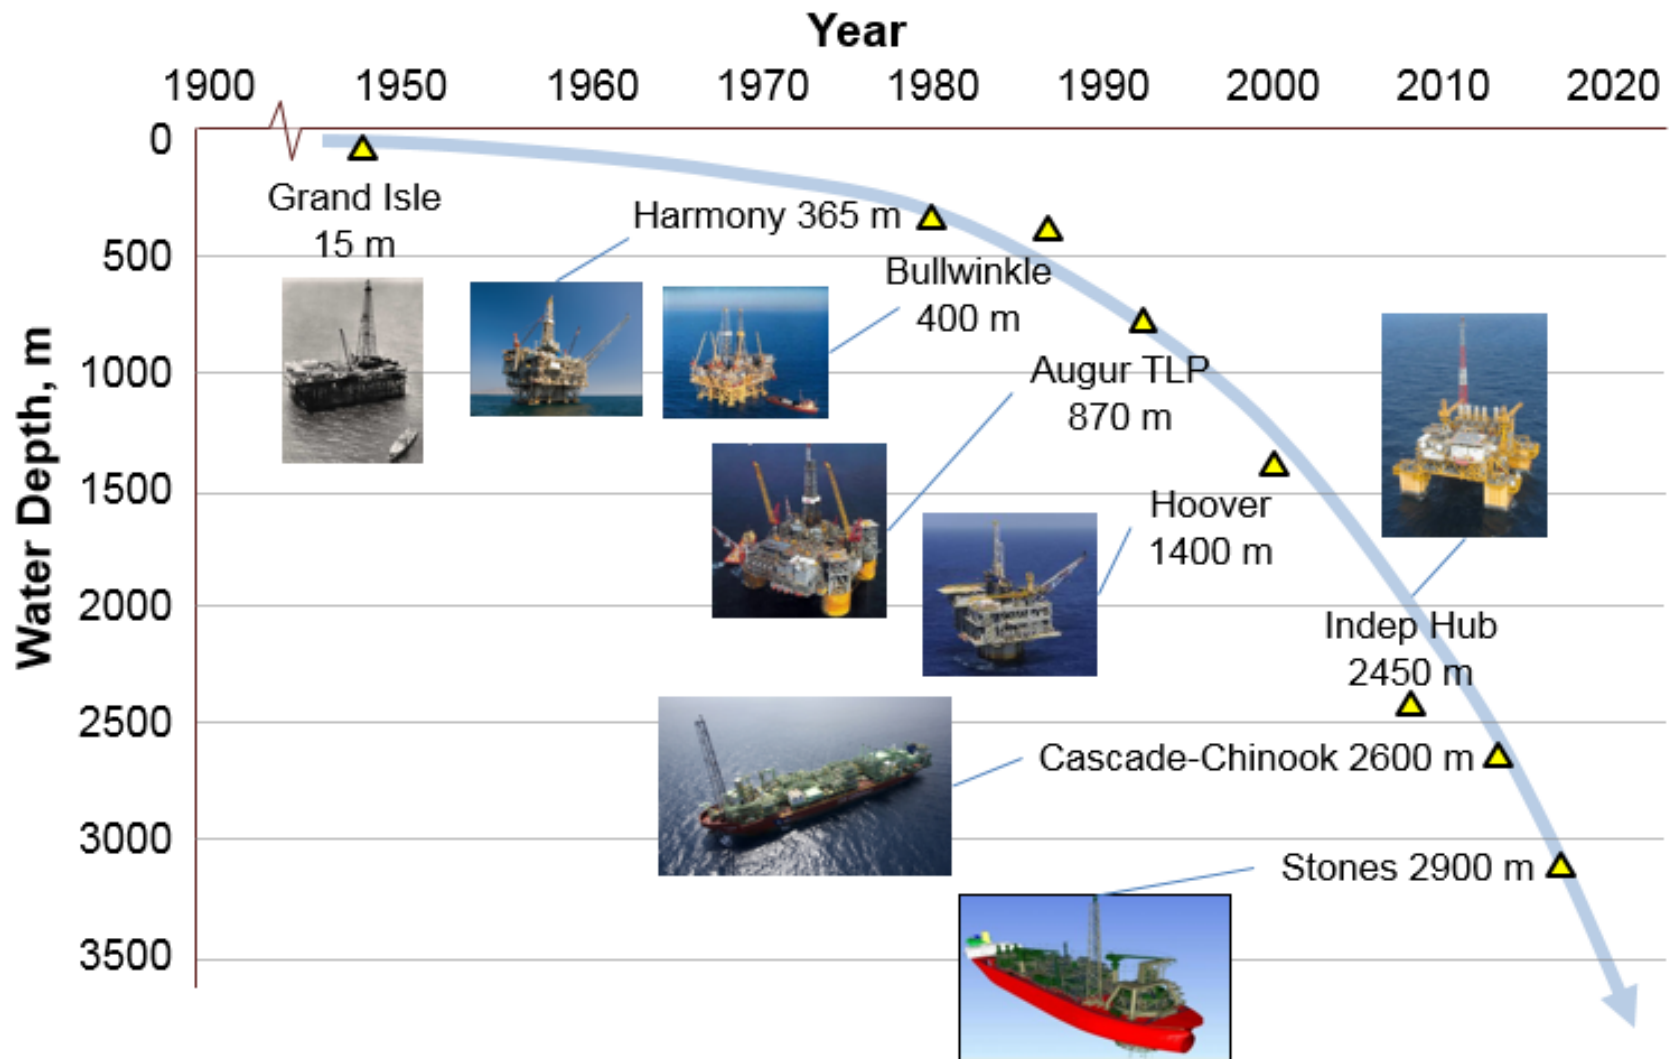 Year
1900 1950 1960 1970 1980 1990 2000 2010 2020
Water Depth, m
0
500
1000
1500
2000
2500
3000
3500
Grand Isle
15 m
Harmony 365 m
Bullwinkle
400 m
Augur TLP
870 m
Hoover
1400 m
Indep Hub
2450 m
Cascade-Chinook 2600 m
Stones 2900 m